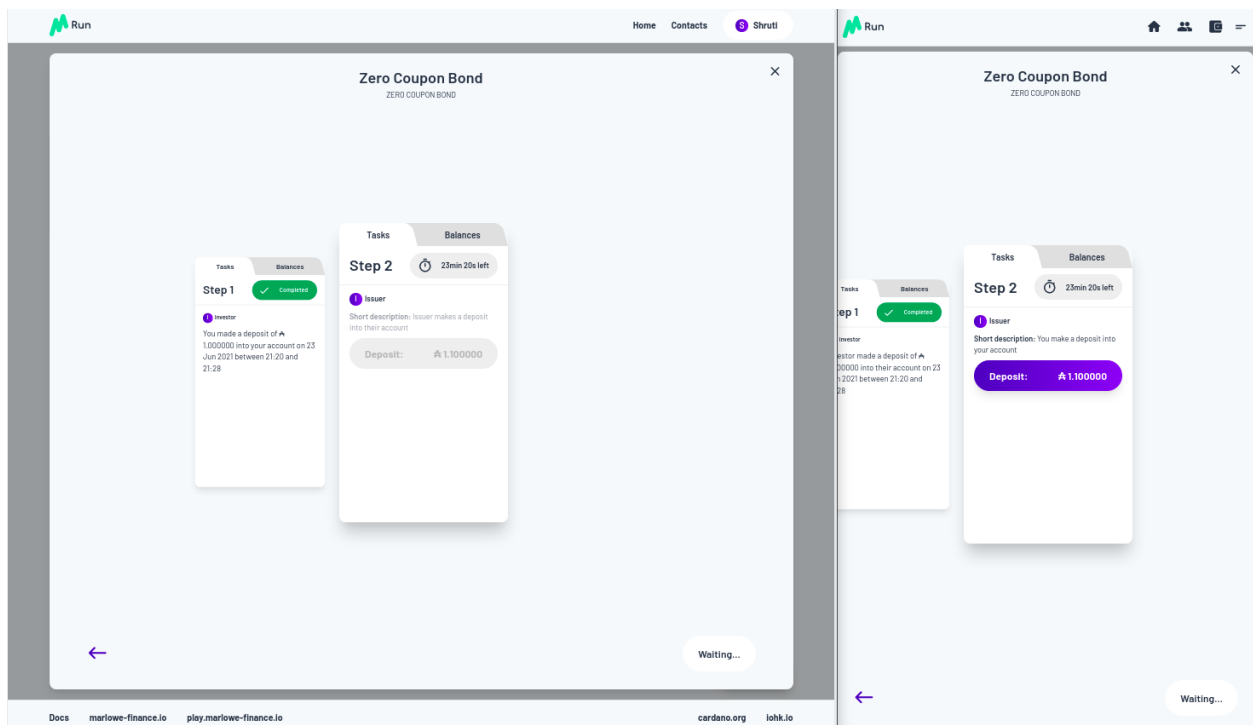 Run
Home Contacts S Shruti
Zero Coupon Bond
ZERO COUPON BOND
Tasks Balances
Step 1 Completed
I Investor
You made a deposit of ₳
1.000000 into your account on 23
Jun 2021 between 21:20 and
21:28
Tasks Balances
Step 2 23min 20s left
I Issuer
Short description: Issuer makes a deposit
into their account
Deposit: ₳ 1.100000
Waiting...
Docs marlowe-finance.io play.marlowe-finance.io cardano.org iohk.io
Run
Zero Coupon Bond
ZERO COUPON BOND
Tasks Balances
ep 1 Completed
Investor
estor made a deposit of ₳
00000 into their account on 23
2021 between 21:20 and
28
Tasks Balances
Step 2 23min 20s left
I Issuer
Short description: You make a deposit into
your account
Deposit: ₳ 1.100000
Waiting...